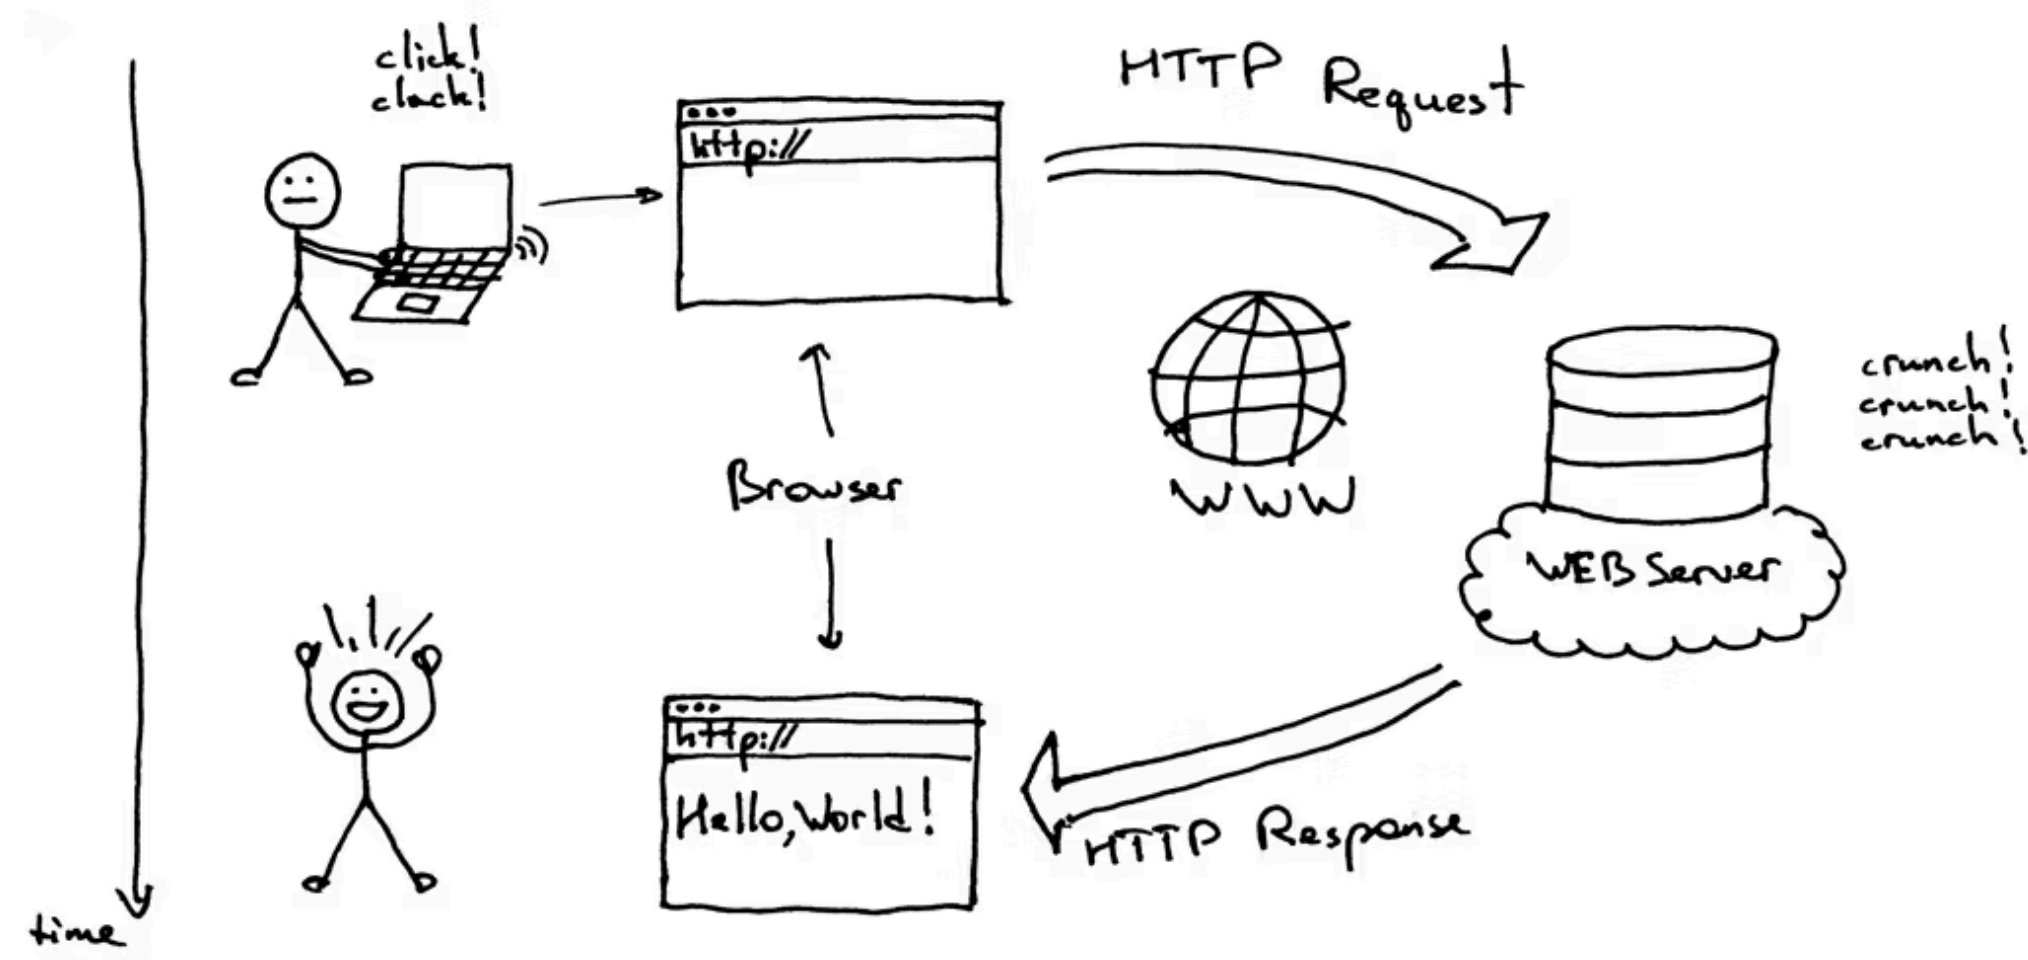 click!
clack!
HTTP Request
http://
WWW
crunch!
crunch!
crunch!
Browser
WEB Server
http://
Hello, World!
HTTP Response
time